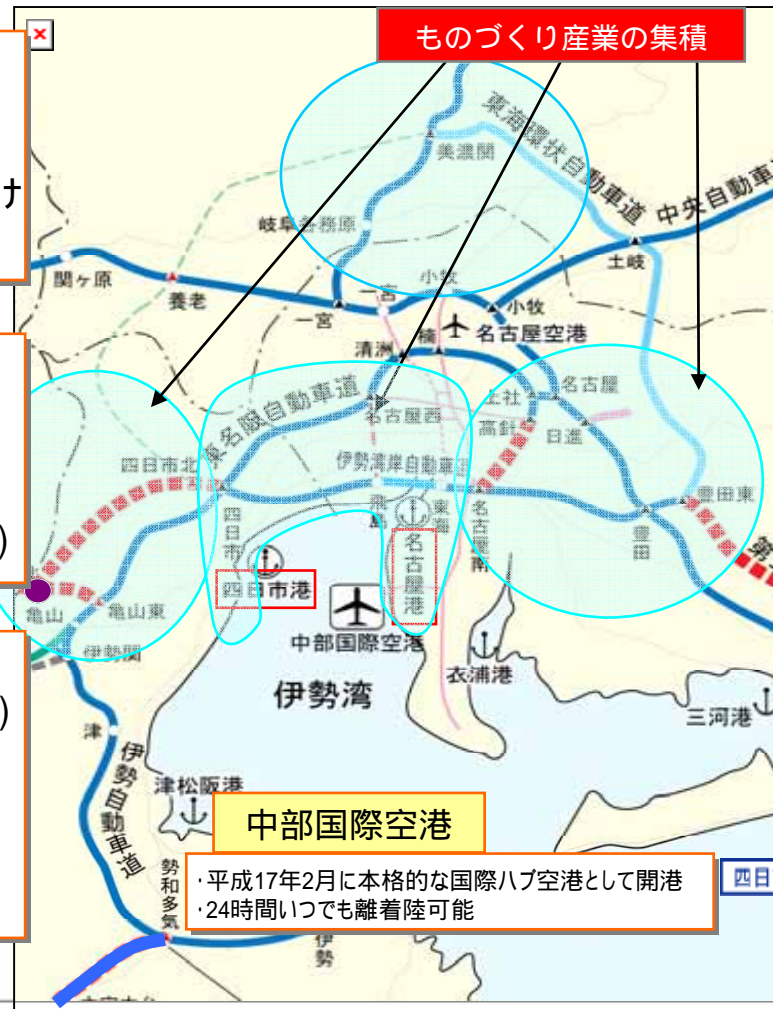 ものづくり産業の集積
け
)
)
東海環状自動車道
中央自動車道
美濃関
岐阜各務原
土岐
関ヶ原
養老
一宮
一宮
小牧
小牧
楠
名古屋空港
清洲
名古屋西
上社
名古屋
高針
日進
東名阪自動車道
四日市北
伊勢湾岸自動車道
四日市
飛島
東海
名古屋南
豊田
豊田東
第
四日市港
名古屋港
亀山
亀山東
伊勢関
中部国際空港
伊勢湾
衣浦港
三河港
津
伊勢自動車道
津松阪港
中部国際空港
・平成17年2月に本格的な国際ハブ空港として開港
・24時間いつでも離着陸可能
四日
勢和多気
伊勢